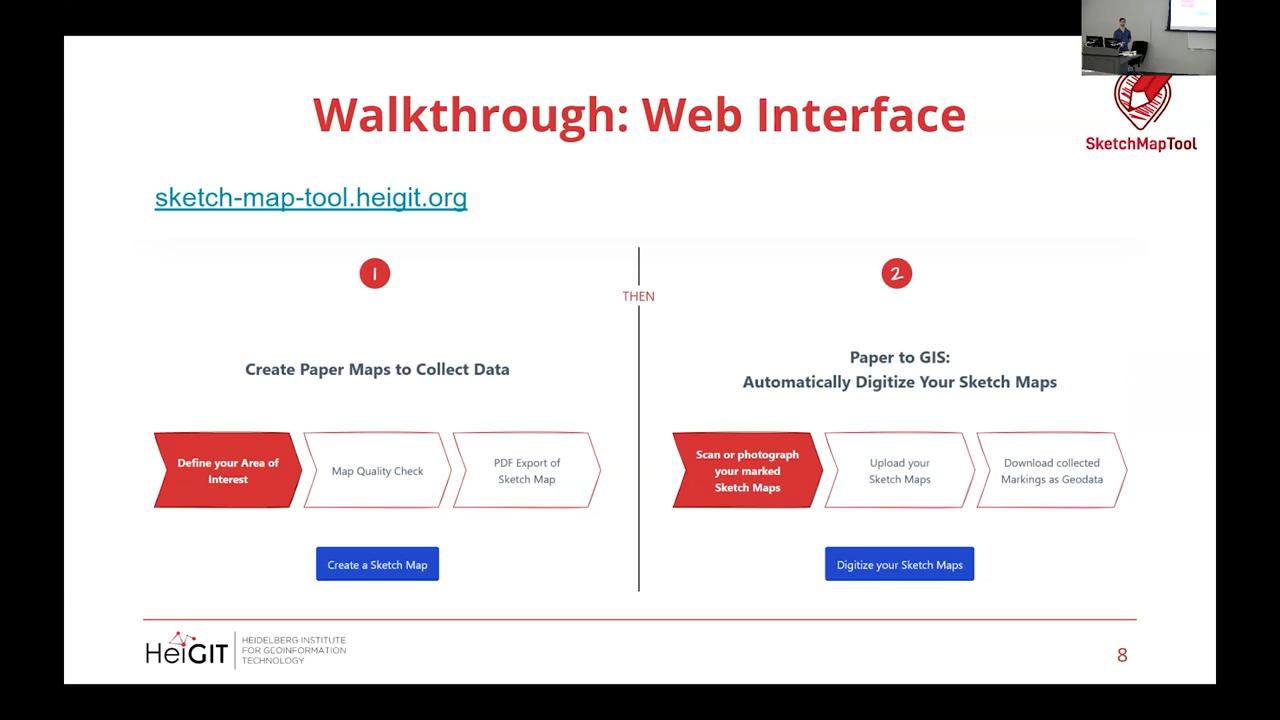 Walkthrough: Web Interface
SketchMapTool
sketch-map-tool.heigit.org
1
THEN
2
Create Paper Maps to Collect Data
Paper to GIS:
Automatically Digitize Your Sketch Maps
Define your Area of
Interest
Map Quality Check
PDF Export of
Sketch Map
Scan or photograph
your marked
Sketch Maps
Upload your
Sketch Maps
Download collected
Markings as Geodata
Create a Sketch Map
Digitize your Sketch Maps
HeiGIT
HEIDELBERG INSTITUTE
FOR GEOINFORMATION
TECHNOLOGY
8